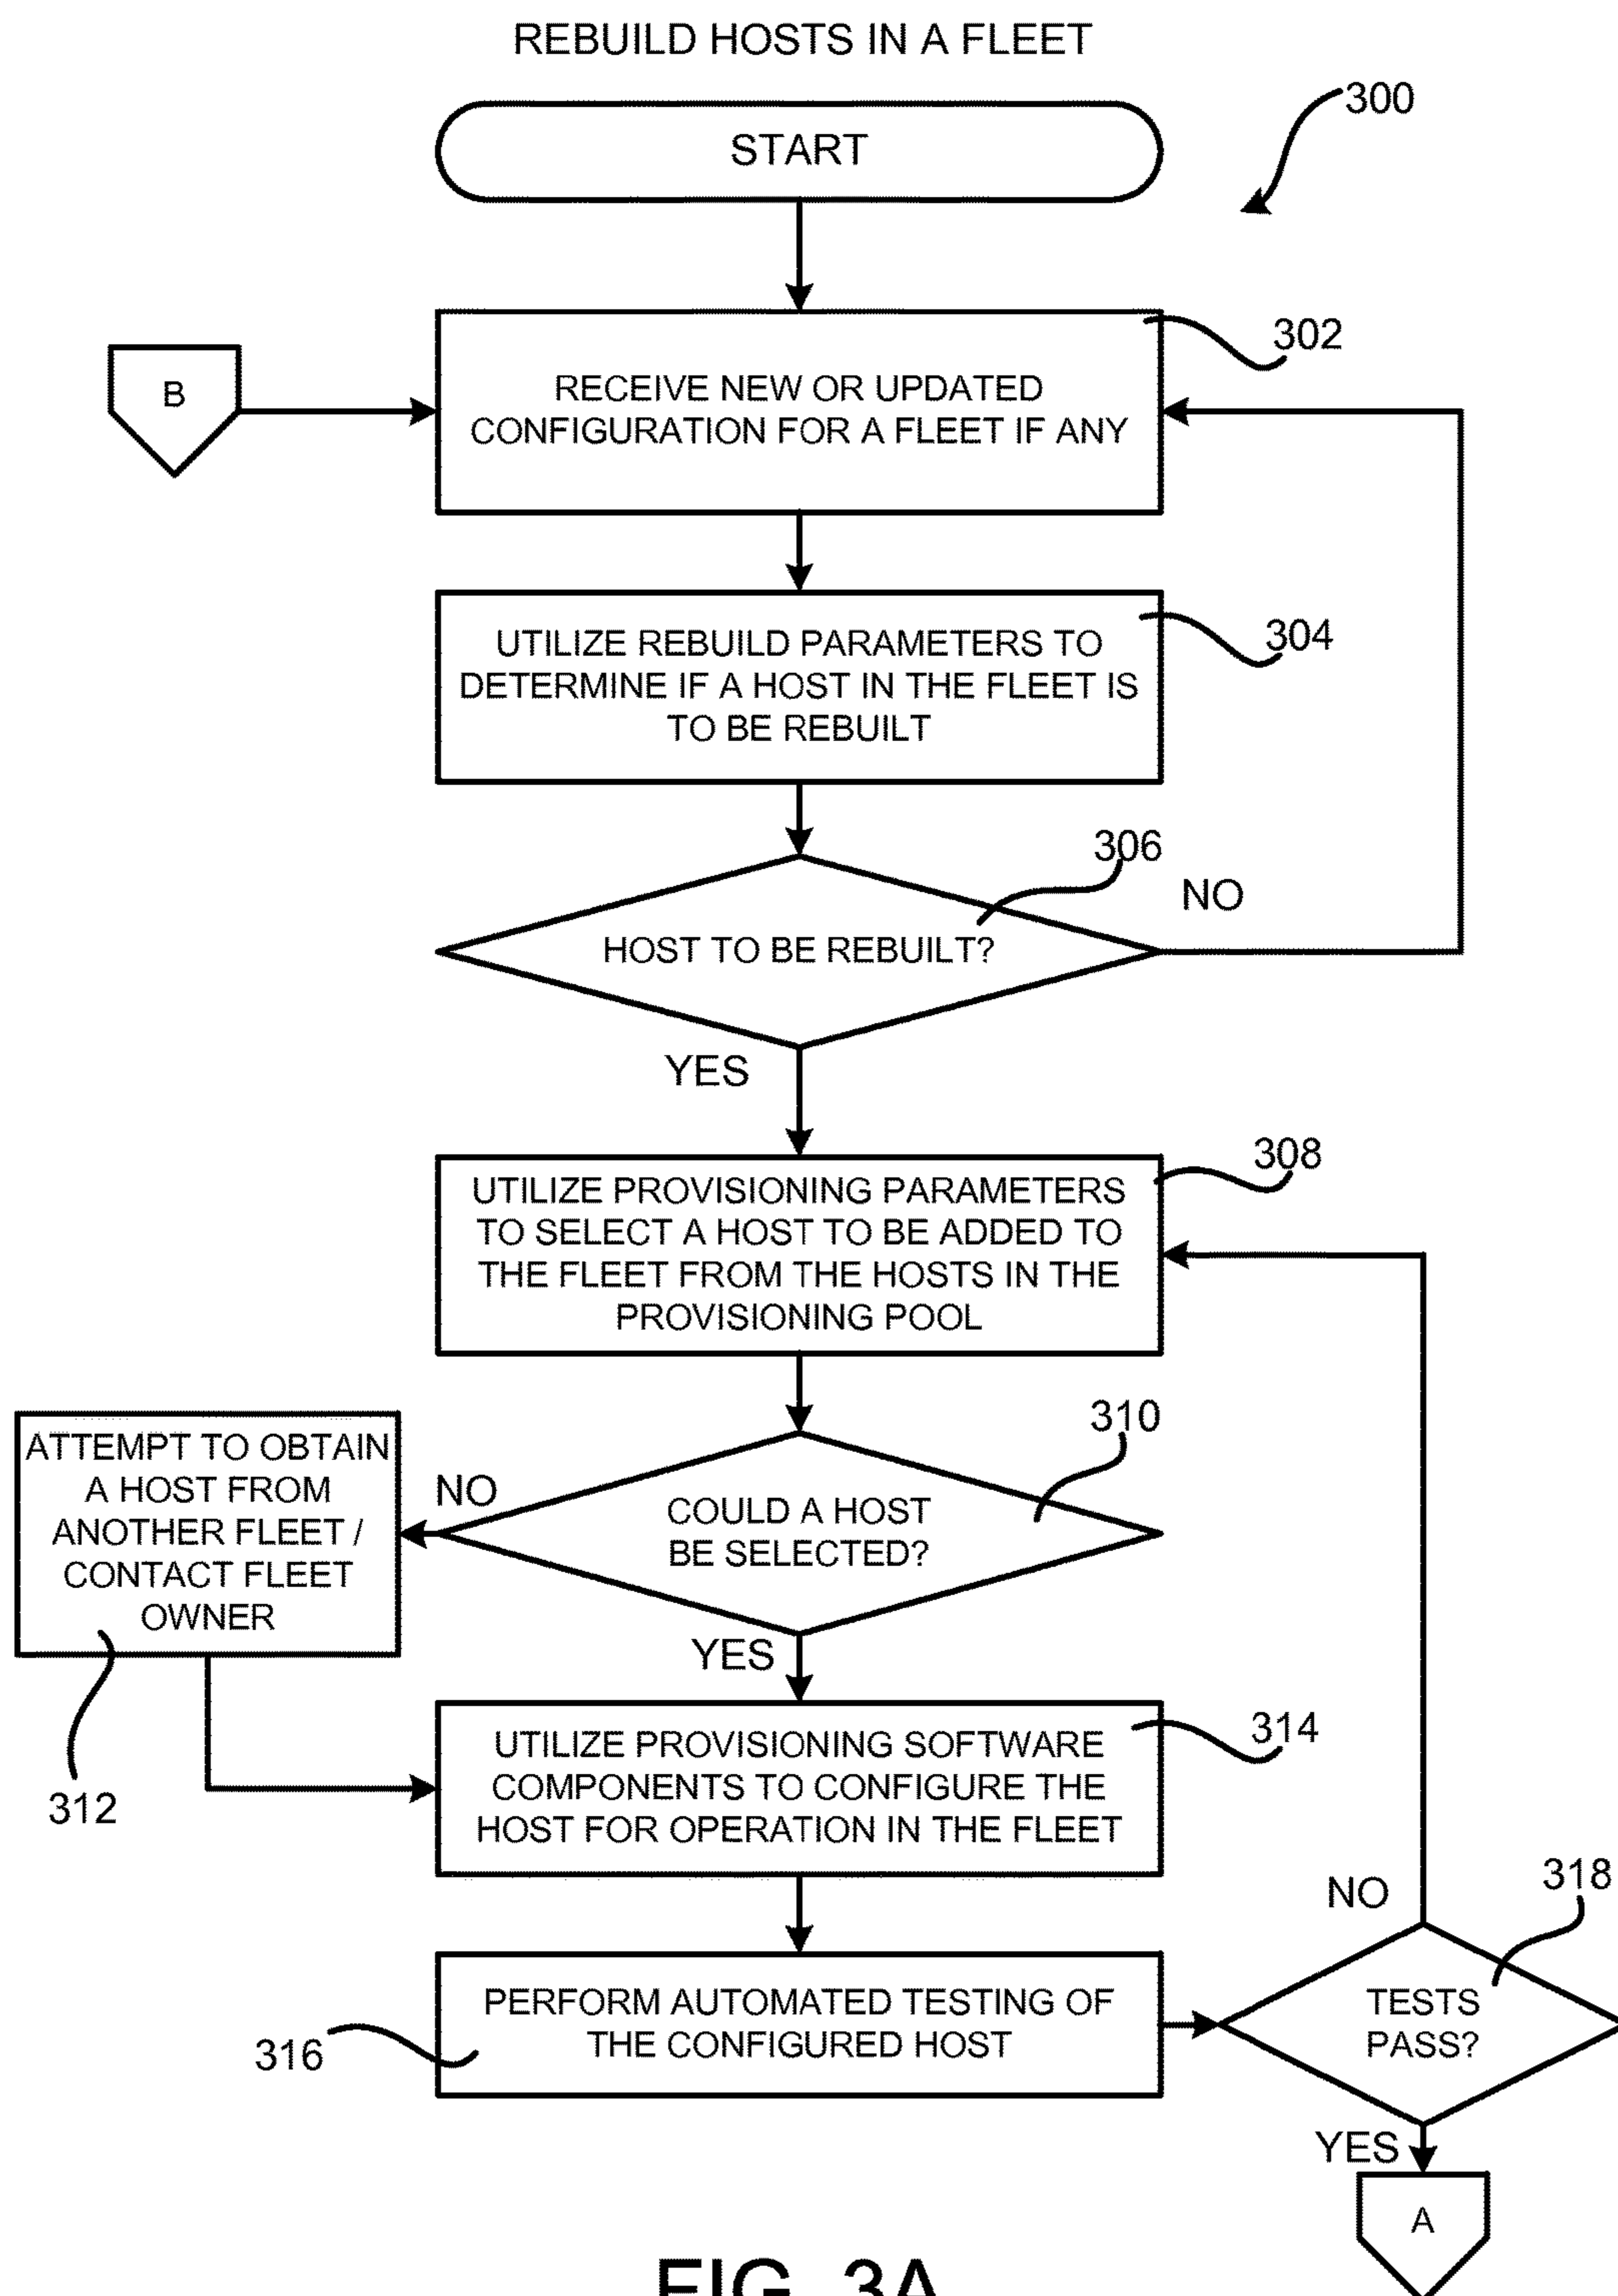 REBUILD HOSTS IN A FLEET
START
300
302
B
RECEIVE NEW OR UPDATED
CONFIGURATION FOR A FLEET IF ANY
304
UTILIZE REBUILD PARAMETERS TO
DETERMINE IF A HOST IN THE FLEET IS
TO BE REBUILT
306
NO
HOST TO BE REBUILT?
YES
308
UTILIZE PROVISIONING PARAMETERS
TO SELECT A HOST TO BE ADDED TO
THE FLEET FROM THE HOSTS IN THE
PROVISIONING POOL
310
NO
COULD A HOST
BE SELECTED?
ATTEMPT TO OBTAIN
A HOST FROM
ANOTHER FLEET /
CONTACT FLEET
OWNER
312
YES
314
UTILIZE PROVISIONING SOFTWARE
COMPONENTS TO CONFIGURE THE
HOST FOR OPERATION IN THE FLEET
316
PERFORM AUTOMATED TESTING OF
THE CONFIGURED HOST
NO
318
TESTS
PASS?
YES
A
FIG. 3A